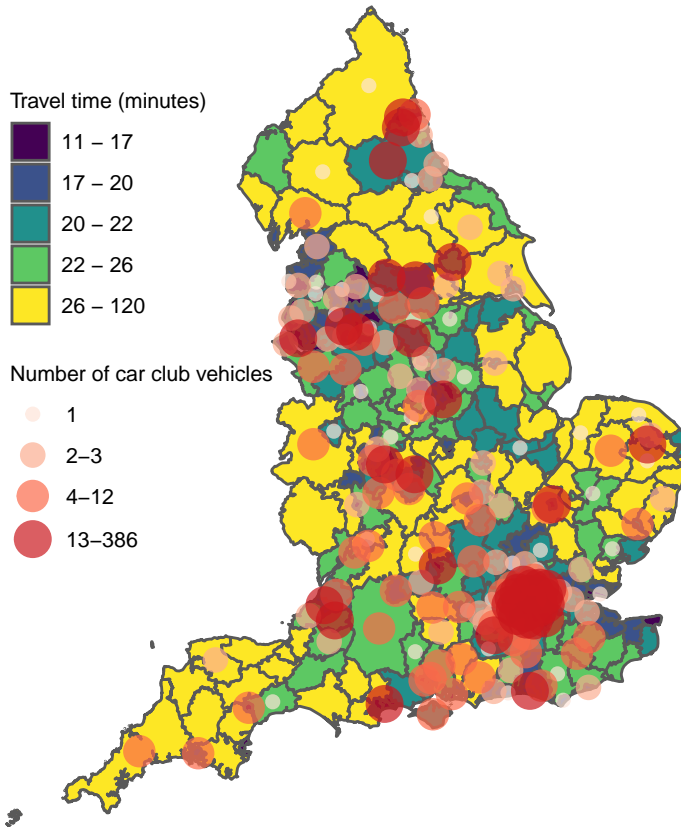 Travel time (minutes)
11 – 17
17 – 20
20 – 22
22 – 26
26 – 120
Number of car club vehicles
1
2–3
4–12
13–386